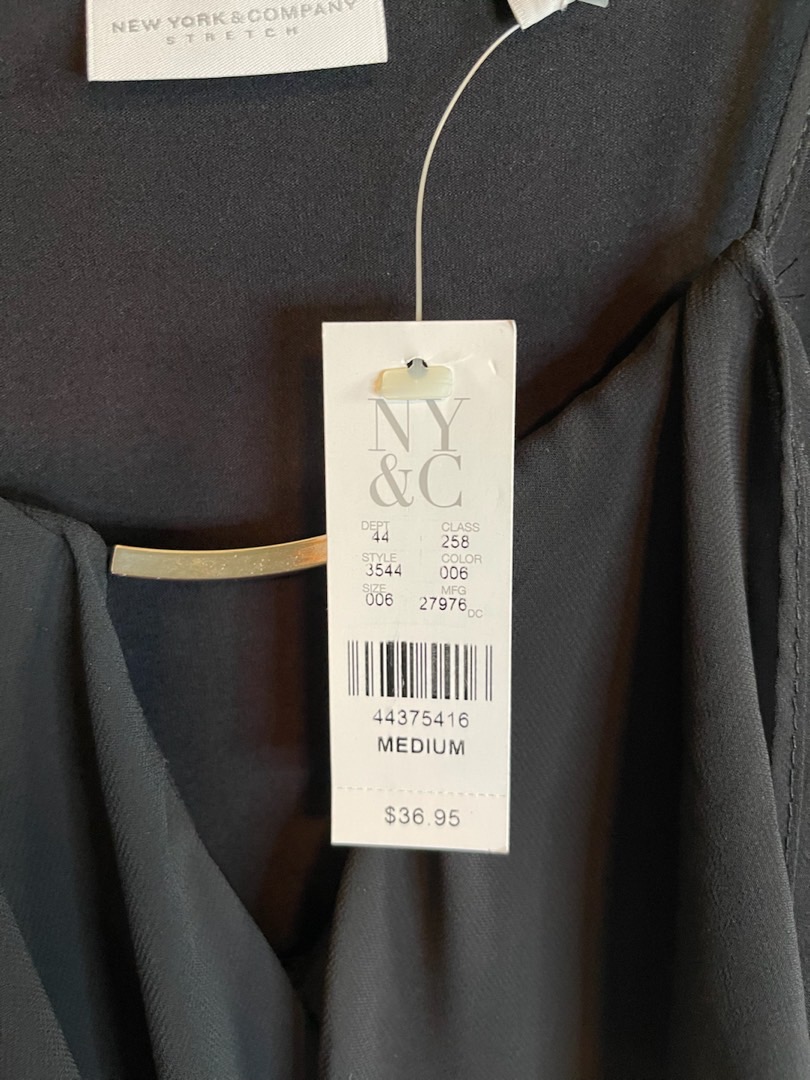 NEW YORK & COMPANY
STRETCH
NY
&C
DEPT CLASS
44 258
STYLE COLOR
3544 006
SIZE MFG
006 27976 DC
44375416
MEDIUM
$36.95